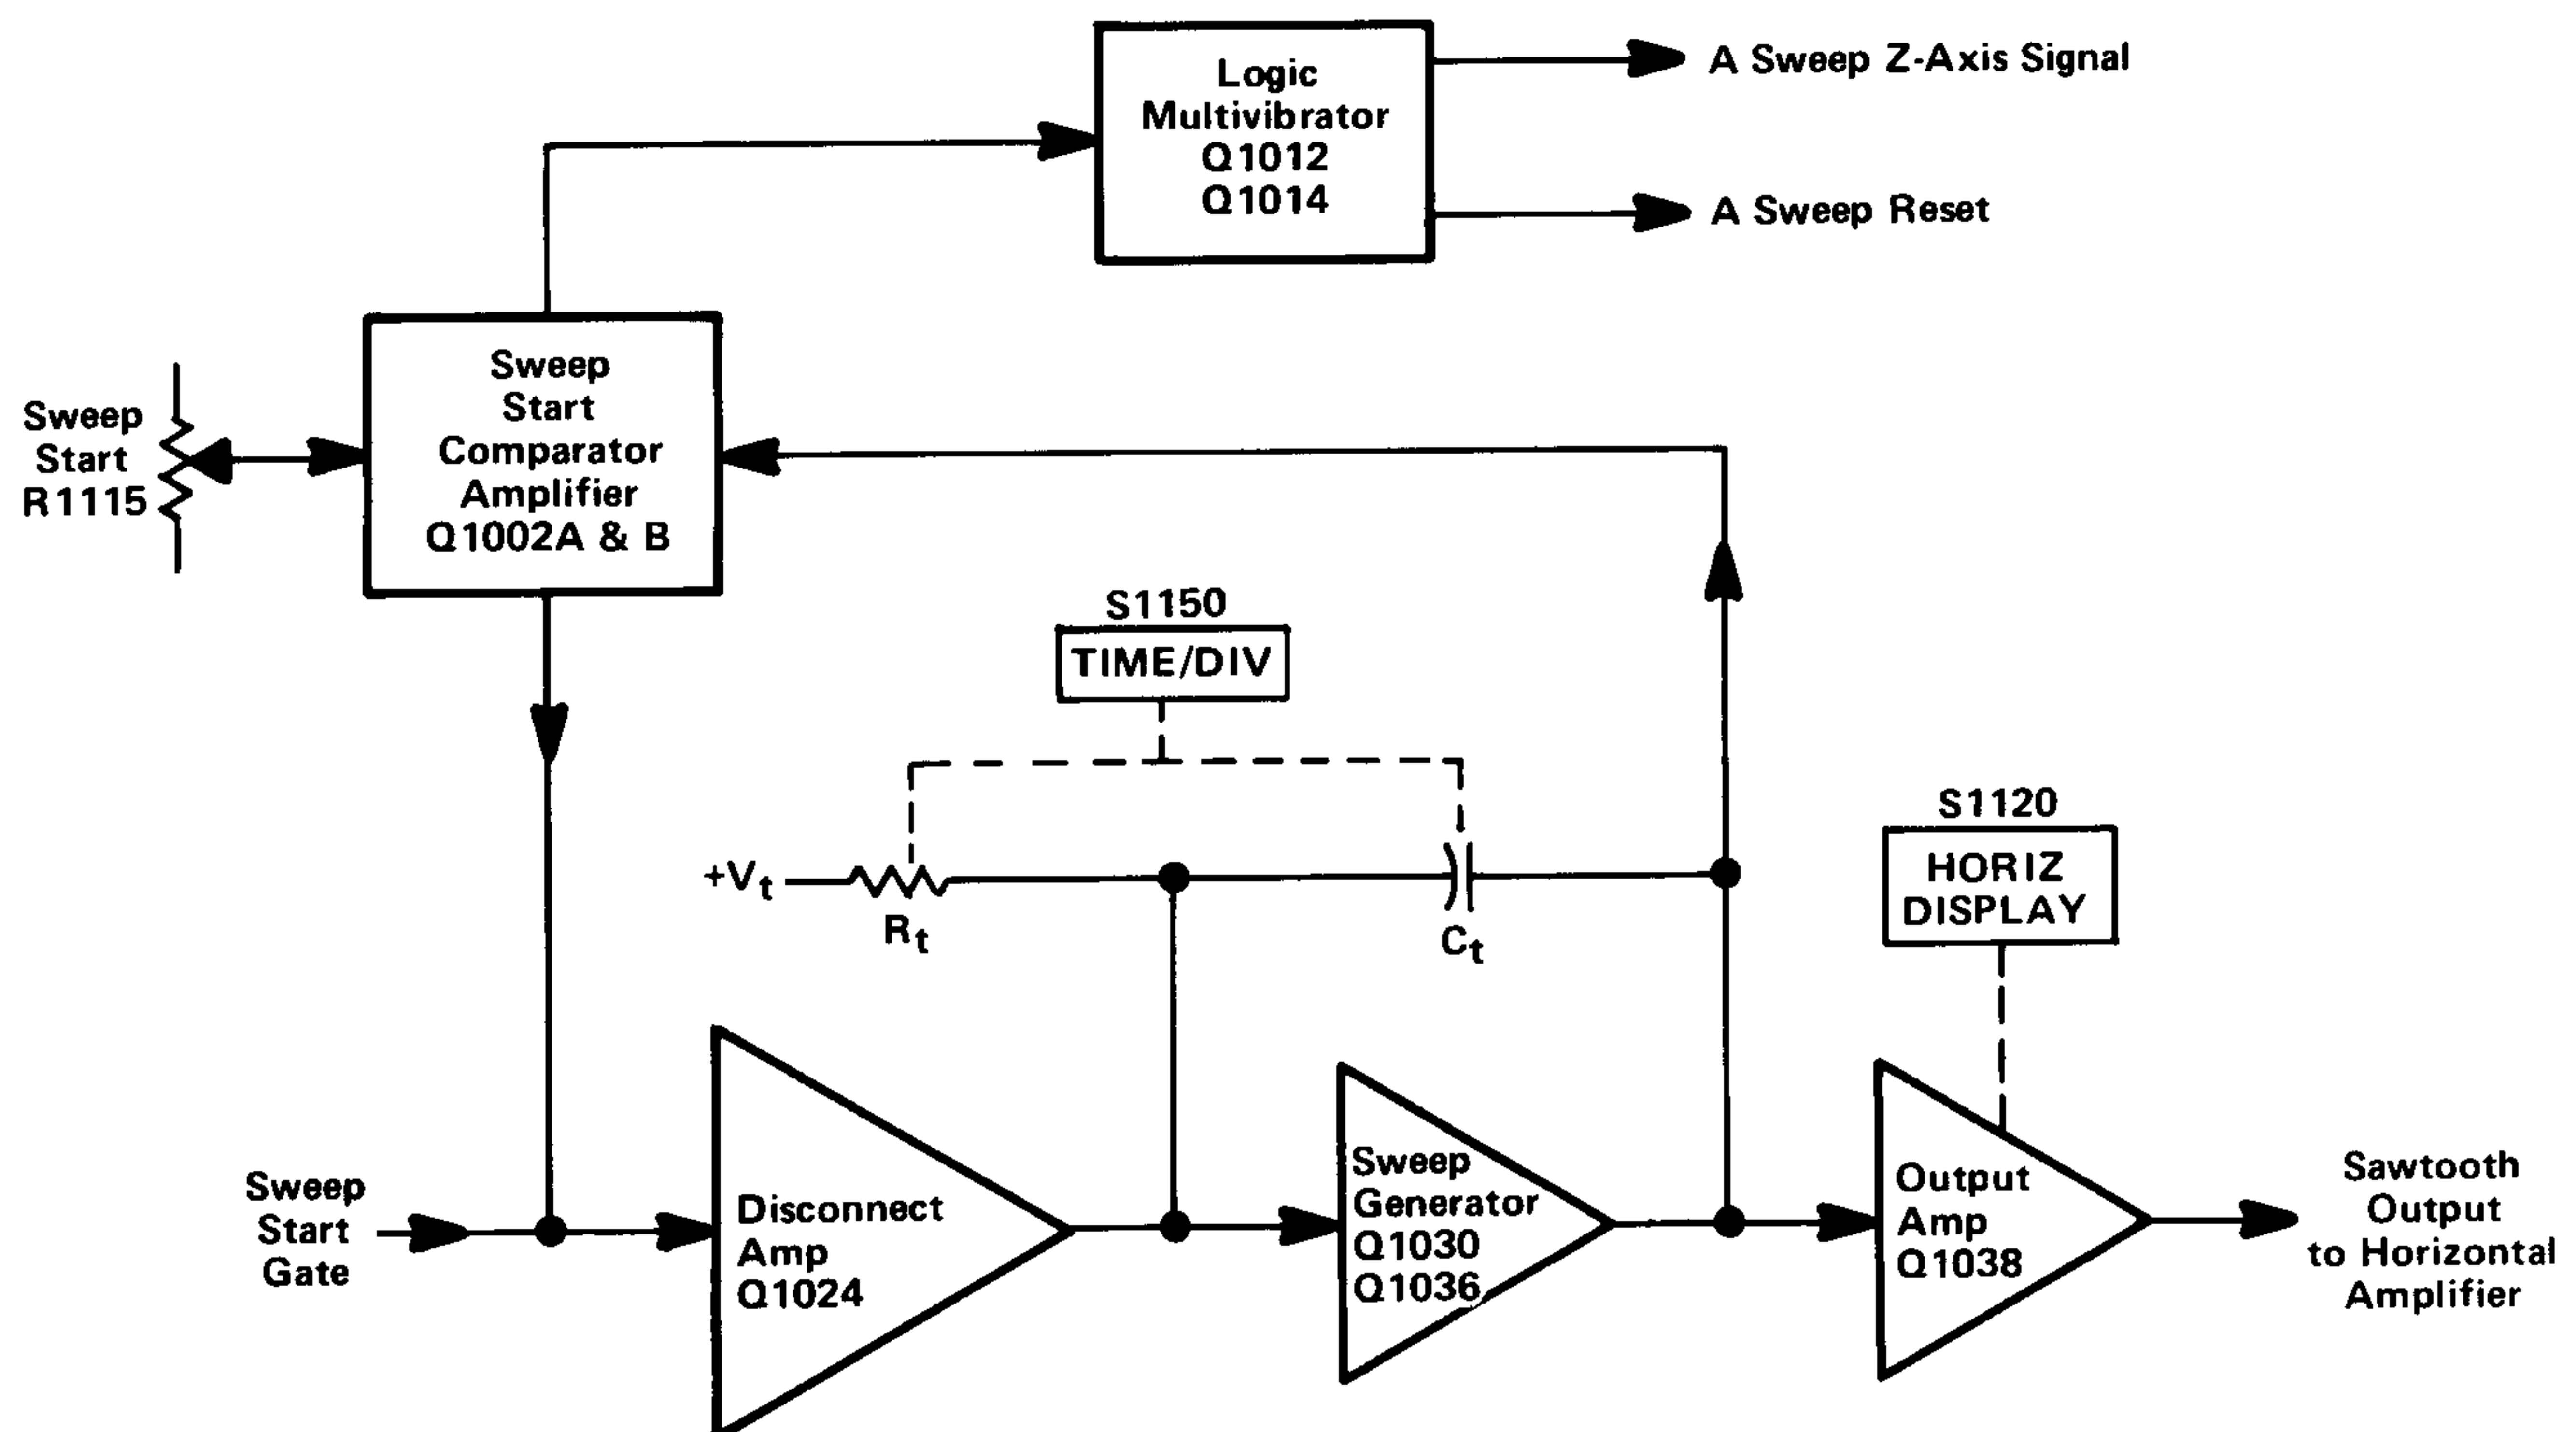 Logic
Multivibrator
Q1012
Q1014
A Sweep Z-Axis Signal
A Sweep Reset
Sweep
Start
R1115
Sweep
Start
Comparator
Amplifier
Q1002A & B
S1150
TIME/DIV
+Vt
Rt
Ct
S1120
HORIZ
DISPLAY
Sweep
Start
Gate
Disconnect
Amp
Q1024
Sweep
Generator
Q1030
Q1036
Output
Amp
Q1038
Sawtooth
Output
to Horizontal
Amplifier